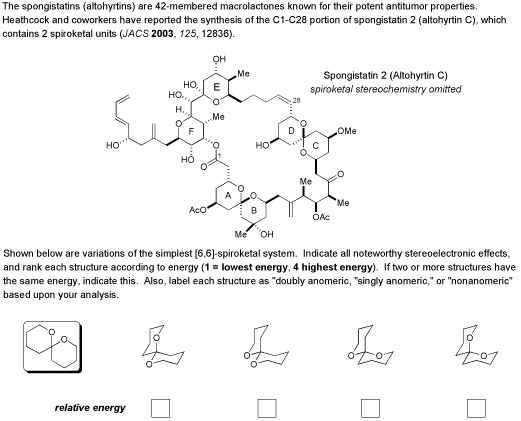 The spongistatins (altohyrtins) are 42-membered macrolactones known for their potent antitumor properties.
Heathcock and coworkers have reported the synthesis of the C1-C28 portion of spongistatin 2 (altohyrtin C), which
contains 2 spiroketal units (JACS 2003, 125, 12836).
Spongistatin 2 (Altohyrtin C)
spiroketal stereochemistry omitted
OH
Me
HO
E
HO
O
H
28
O
Me
F
O
D
OMe
HO
O
C
HO
O
1
O
O
Me
O
A
O
B
Me
AcO
OAc
Me
OH
Shown below are variations of the simplest [6,6]-spiroketal system. Indicate all noteworthy stereoelectronic effects,
and rank each structure according to energy (1 = lowest energy, 4 highest energy). If two or more structures have
the same energy, indicate this. Also, label each structure as "doubly anomeric, "singly anomeric," or "nonanomeric"
based upon your analysis.
O
O
O
O
O
O
O
O
O
O
relative energy